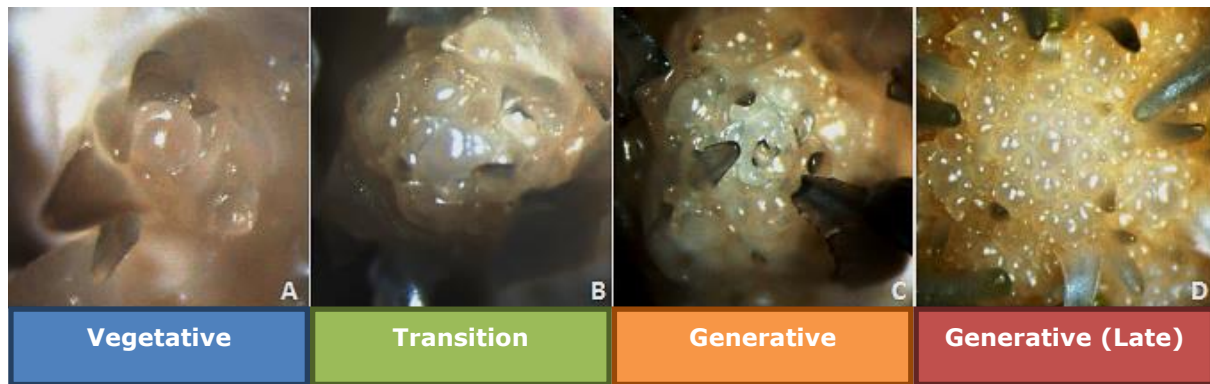 A
B
C
D
Vegetative
Transition
Generative
Generative (Late)